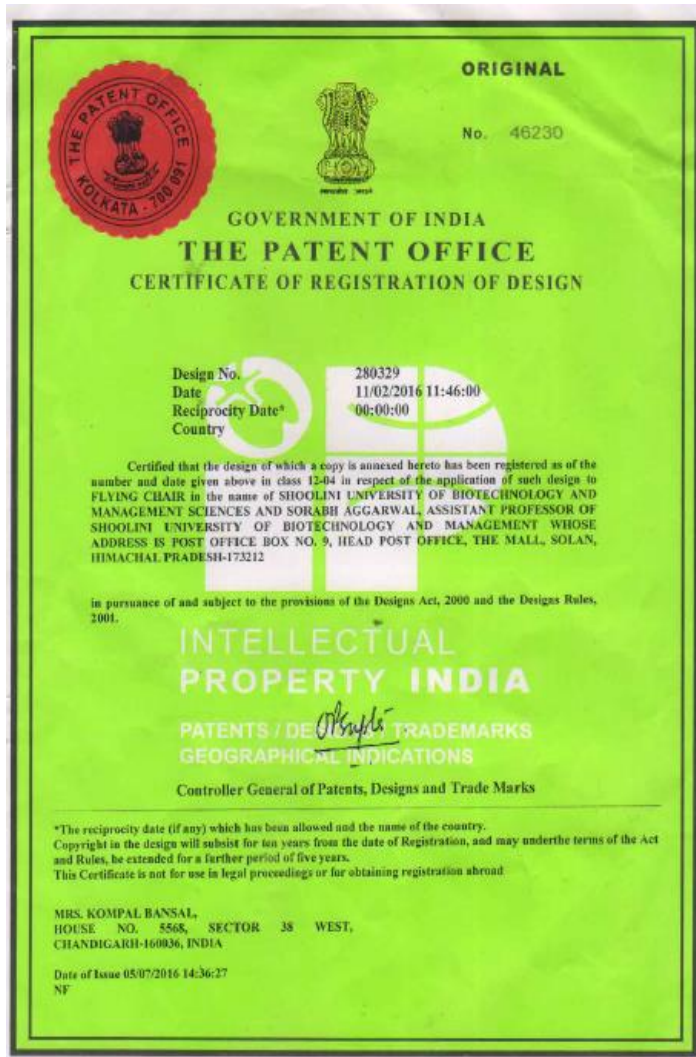 ORIGINAL
THE PATENT OFFICE
KOLKATA - 700 091
No. 46230
सत्यमेव जयते
GOVERNMENT OF INDIA
THE PATENT OFFICE
CERTIFICATE OF REGISTRATION OF DESIGN
Design No. 280329
Date 11/02/2016 11:46:00
Reciprocity Date* 00:00:00
Country
Certified that the design of which a copy is annexed hereto has been registered as of the
number and date given above in class 12-04 in respect of the application of such design to
FLYING CHAIR in the name of SHOOLINI UNIVERSITY OF BIOTECHNOLOGY AND
MANAGEMENT SCIENCES AND SORABH AGGARWAL, ASSISTANT PROFESSOR OF
SHOOLINI UNIVERSITY OF BIOTECHNOLOGY AND MANAGEMENT WHOSE
ADDRESS IS POST OFFICE BOX NO. 9, HEAD POST OFFICE, THE MALL, SOLAN,
HIMACHAL PRADESH-173212
in pursuance of and subject to the provisions of the Designs Act, 2000 and the Designs Rules,
2001.
INTELLECTUAL
PROPERTY INDIA
PATENTS / DESIGNS / TRADEMARKS
GEOGRAPHICAL INDICATIONS
Controller General of Patents, Designs and Trade Marks
*The reciprocity date (if any) which has been allowed and the name of the country.
Copyright in the design will subsist for ten years from the date of Registration, and may underthe terms of the Act
and Rules, be extended for a further period of five years.
This Certificate is not for use in legal proceedings or for obtaining registration abroad
MRS. KOMPAL BANSAL,
HOUSE NO. 5568, SECTOR 38 WEST,
CHANDIGARH-160036, INDIA
Date of Issue 05/07/2016 14:36:27
NF